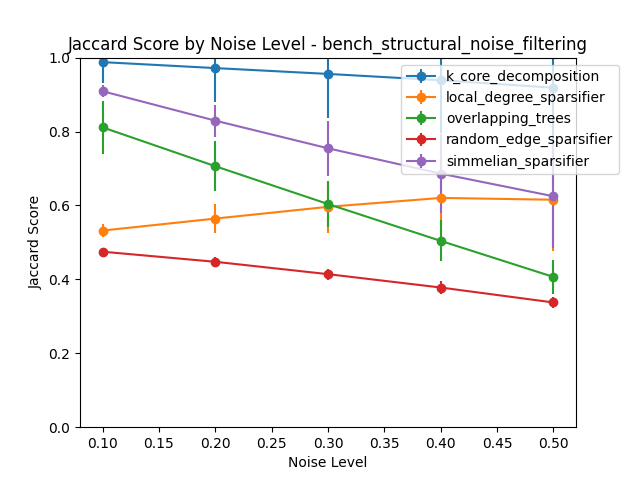 Jaccard Score by Noise Level - bench_structural_noise_filtering
1.0
0.8
0.6
0.4
0.2
0.0
Jaccard Score
k_core_decomposition
local_degree_sparsifier
overlapping_trees
random_edge_sparsifier
simmelian_sparsifier
0.10 0.15 0.20 0.25 0.30 0.35 0.40 0.45 0.50
Noise Level